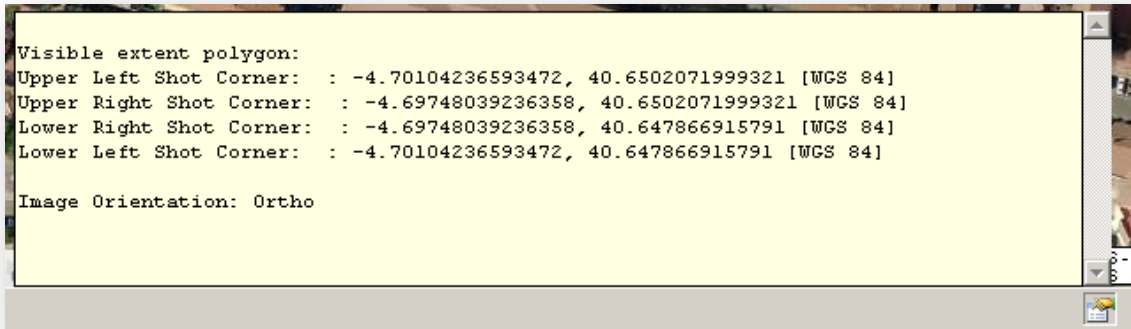 Visible extent polygon:
Upper Left Shot Corner:  : -4.70104236593472, 40.6502071999321 [WGS 84]
Upper Right Shot Corner:  : -4.69748039236358, 40.6502071999321 [WGS 84]
Lower Right Shot Corner:  : -4.69748039236358, 40.647866915791 [WGS 84]
Lower Left Shot Corner:  : -4.70104236593472, 40.647866915791 [WGS 84]
Image Orientation: Ortho